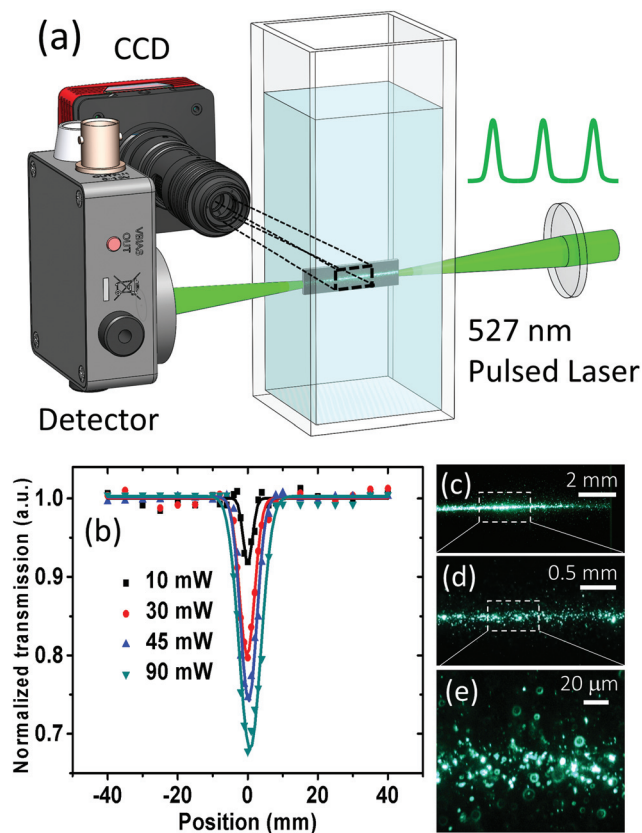 (a)
CCD
VBIAS
OUT
527 nm
Pulsed Laser
Detector
(b)
Normalized transmission (a.u.)
1.0
0.9
0.8
0.7
10 mW
30 mW
45 mW
90 mW
-40
-20
0
20
40
Position (mm)
(c)
2 mm
(d)
0.5 mm
(e)
20 μm